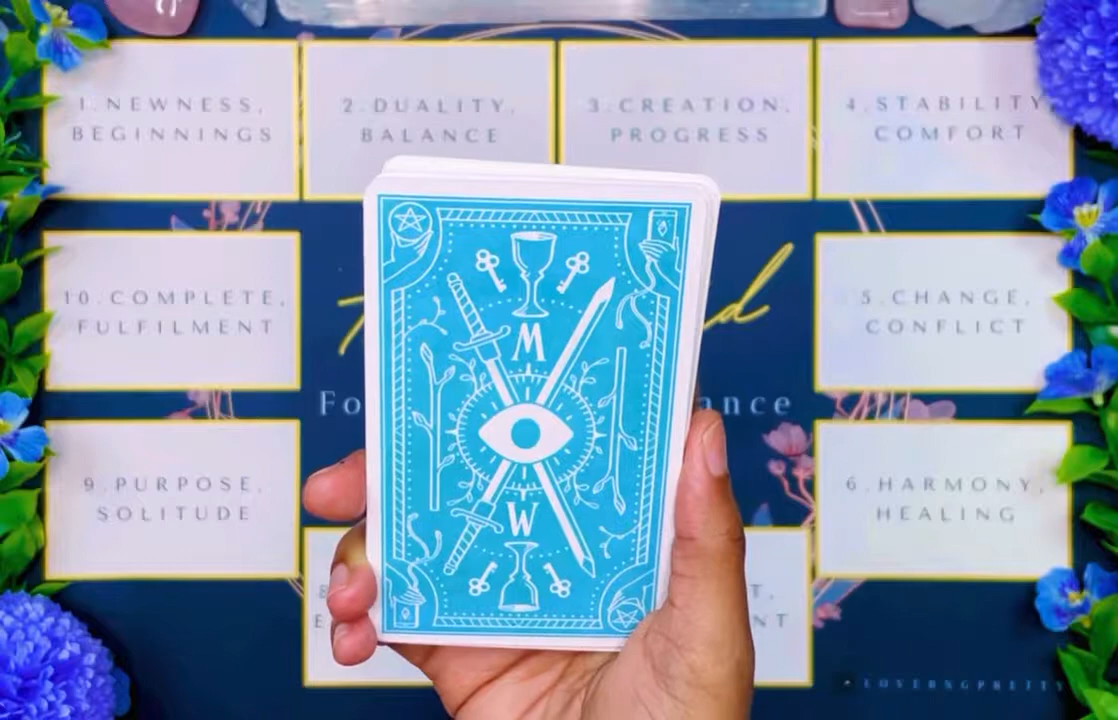 1.NEWNESS,
BEGINNINGS
2.DUALITY,
BALANCE
3.CREATION,
PROGRESS
4.STABILITY,
COMFORT
10.COMPLETE,
FULFILMENT
5.CHANGE,
CONFLICT
M
9.PURPOSE,
SOLITUDE
6.HARMONY,
HEALING
W